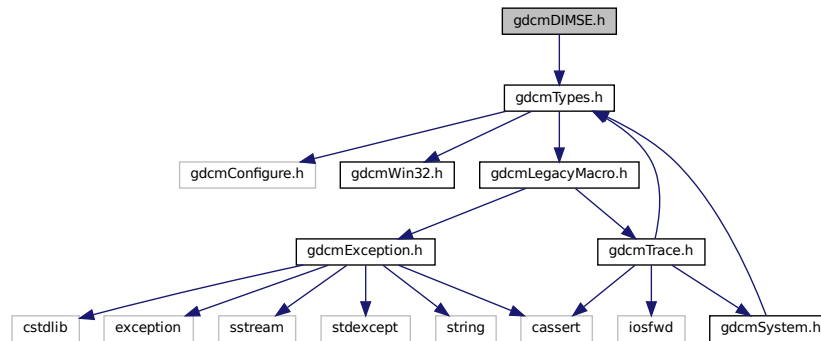 gdcmDIMSE.h
gdcmTypes.h
gdcmConfigure.h
gdcmWin32.h
gdcmLegacyMacro.h
gdcmException.h
gdcmTrace.h
cstdlib
exception
sstream
stdexcept
string
cassert
iosfwd
gdcmSystem.h